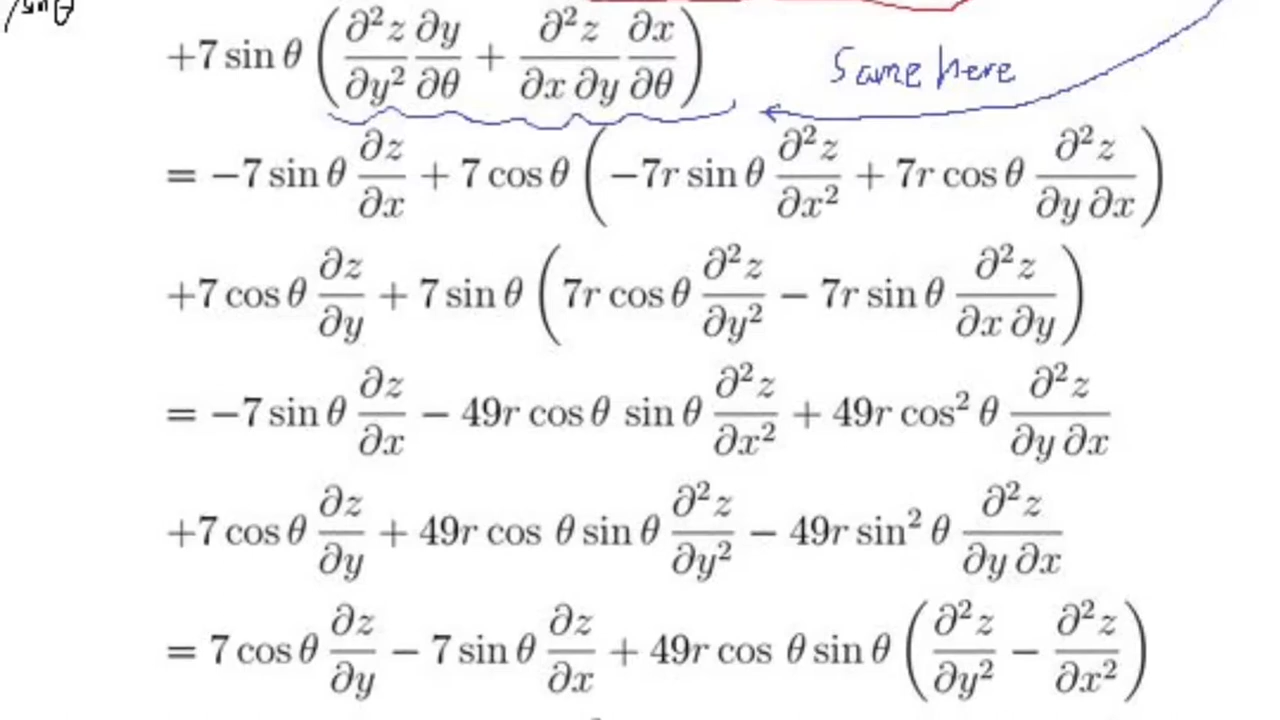 sin θ
+7 sin θ (∂²z/∂y² ∂y/∂θ + ∂²z/∂x ∂y ∂x/∂θ)
Same here
= −7 sin θ ∂z/∂x + 7 cos θ (−7r sin θ ∂²z/∂x² + 7r cos θ ∂²z/∂y ∂x)
+7 cos θ ∂z/∂y + 7 sin θ (7r cos θ ∂²z/∂y² − 7r sin θ ∂²z/∂x ∂y)
= −7 sin θ ∂z/∂x − 49r cos θ sin θ ∂²z/∂x² + 49r cos² θ ∂²z/∂y ∂x
+7 cos θ ∂z/∂y + 49r cos θ sin θ ∂²z/∂y² − 49r sin² θ ∂²z/∂y ∂x
= 7 cos θ ∂z/∂y − 7 sin θ ∂z/∂x + 49r cos θ sin θ (∂²z/∂y² − ∂²z/∂x²)